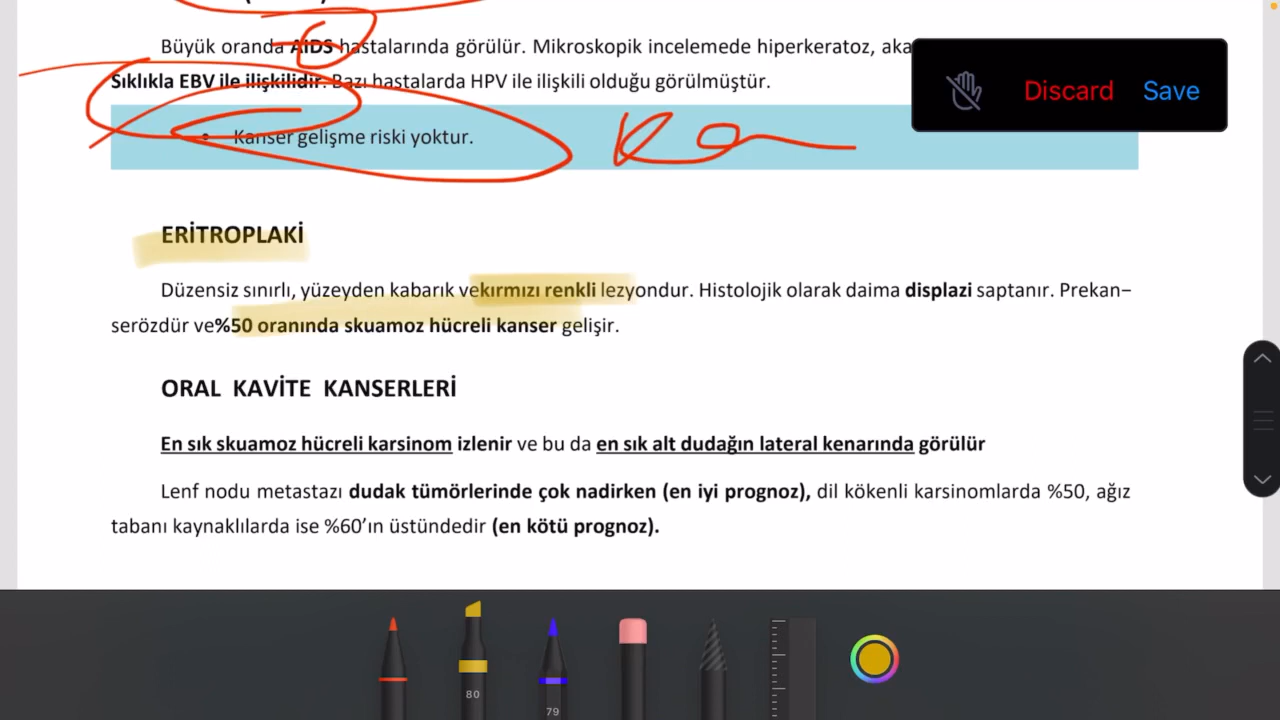 Büyük oranda AIDS hastalarında görülür. Mikroskopik incelemede hiperkeratoz, aka
Sıklıkla EBV ile ilişkilidir. Bazı hastalarda HPV ile ilişkili olduğu görülmüştür.
Discard Save
• Kanser gelişme riski yoktur.
ERİTROPLAKİ
Düzensiz sınırlı, yüzeyden kabarık vekırmızı renkli lezyondur. Histolojik olarak daima displazi saptanır. Prekan–
serözdür ve%50 oranında skuamoz hücreli kanser gelişir.
ORAL KAVİTE KANSERLERİ
En sık skuamoz hücreli karsinom izlenir ve bu da en sık alt dudağın lateral kenarında görülür
Lenf nodu metastazı dudak tümörlerinde çok nadirken (en iyi prognoz), dil kökenli karsinomlarda %50, ağız
tabanı kaynaklılarda ise %60’ın üstündedir (en kötü prognoz).
80
79